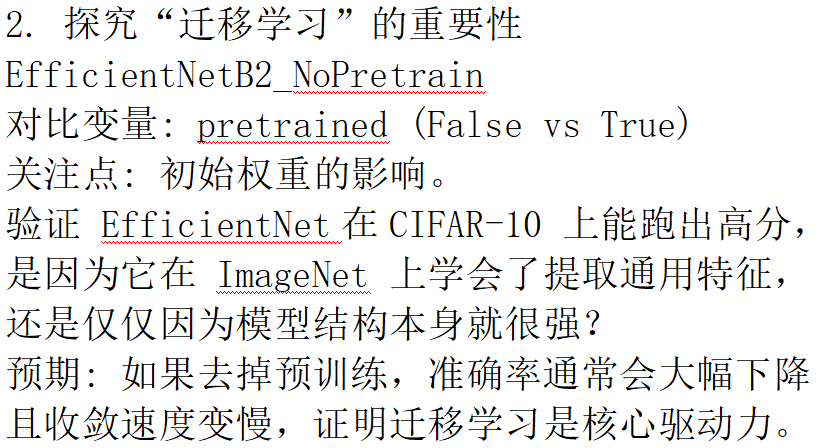 2. 探究“迁移学习”的重要性
EfficientNetB2_NoPretrain
对比变量: pretrained (False vs True)
关注点: 初始权重的影响。
验证 EfficientNet 在 CIFAR-10 上能跑出高分,
是因为它在 ImageNet 上学会了提取通用特征,
还是仅仅因为模型结构本身就很强?
预期: 如果去掉预训练, 准确率通常会大幅下降
且收敛速度变慢, 证明迁移学习是核心驱动力。